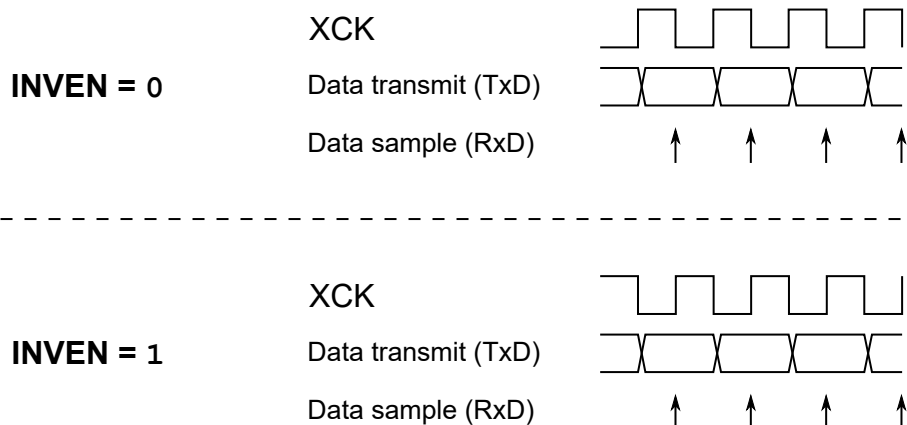 XCK
INVEN = 0
Data transmit (TxD)
Data sample (RxD)
XCK
INVEN = 1
Data transmit (TxD)
Data sample (RxD)